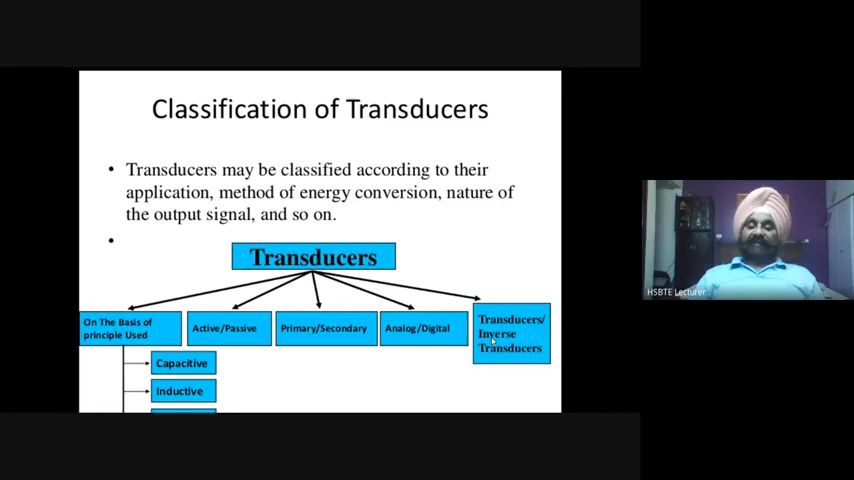 Classification of Transducers
• Transducers may be classified according to their
application, method of energy conversion, nature of
the output signal, and so on.
•
Transducers
On The Basis of
principle Used
Active/Passive
Primary/Secondary
Analog/Digital
Transducers/
Inverse
Transducers
Capacitive
Inductive
HSBTE Lecturer